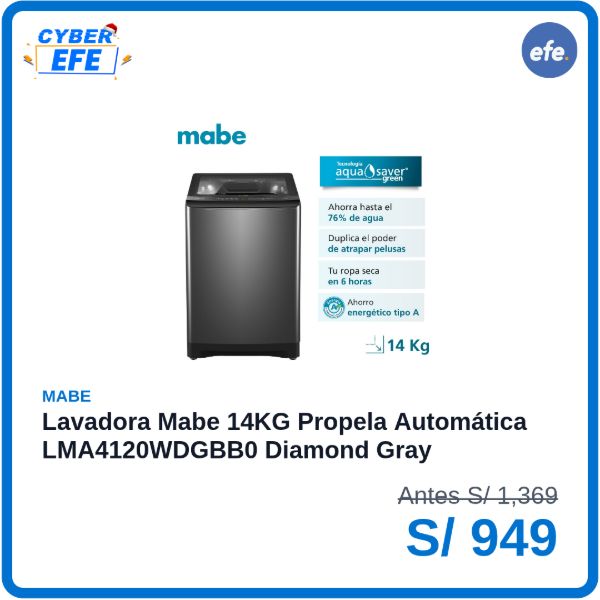 CYBER
EFE
efe.
mabe
Tecnología
aqua saver®
green
Ahorra hasta el
76% de agua
Duplica el poder
de atrapar pelusas
Tu ropa seca
en 6 horas
Ahorro
energético tipo A
14 Kg
MABE
Lavadora Mabe 14KG Propela Automática
LMA4120WDGBB0 Diamond Gray
Antes S/ 1,369
S/ 949